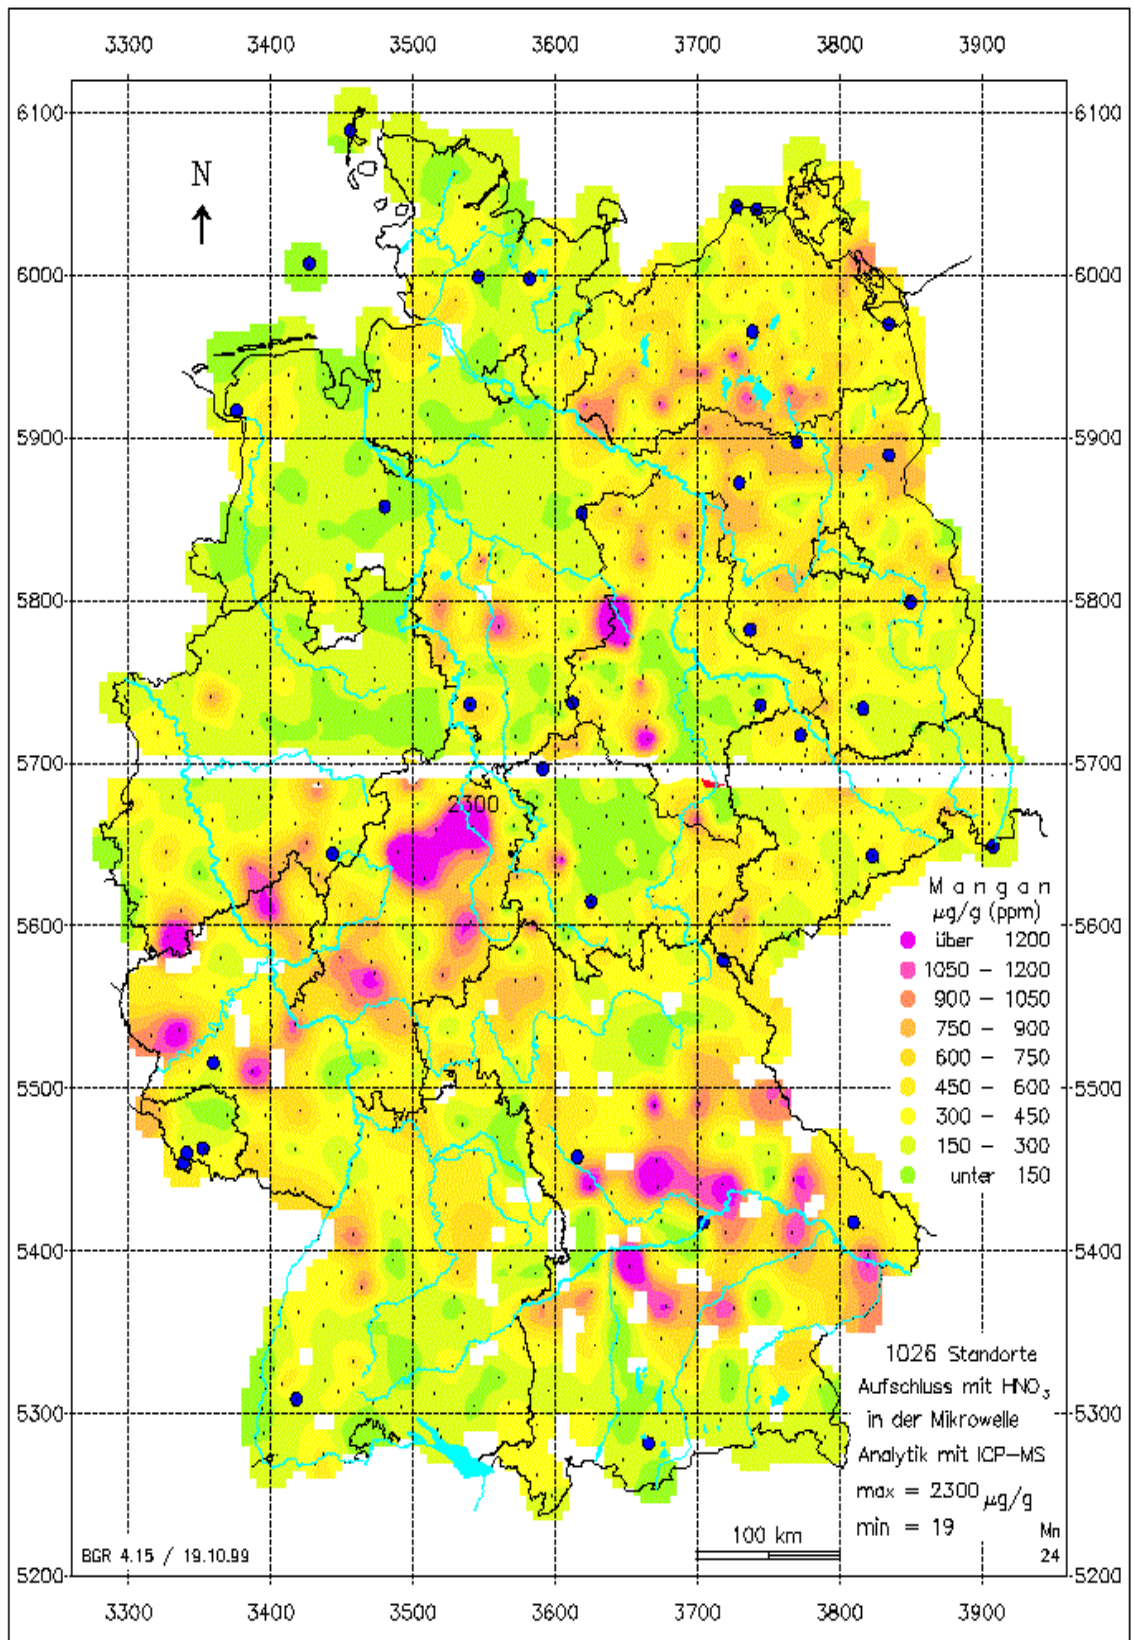 3300 3400 3500 3600 3700 3800 3900
6100 6100
N
6000 6000
5900 5900
5800 5800
5700 5700
2300
Mangan
µg/g (ppm)
über 1200
1050 – 1200
900 – 1050
750 – 900
600 – 750
450 – 600
300 – 450
150 – 300
unter 150
5600 5600
5500 5500
5400 5400
1026 Standorte
Aufschluss mit HNO3
in der Mikrowelle
Analytik mit ICP–MS
max = 2300 µg/g
min = 19
5300 5300
100 km
Mn
24
BGR 4.15 / 19.10.99
5200 5200
3300 3400 3500 3600 3700 3800 3900